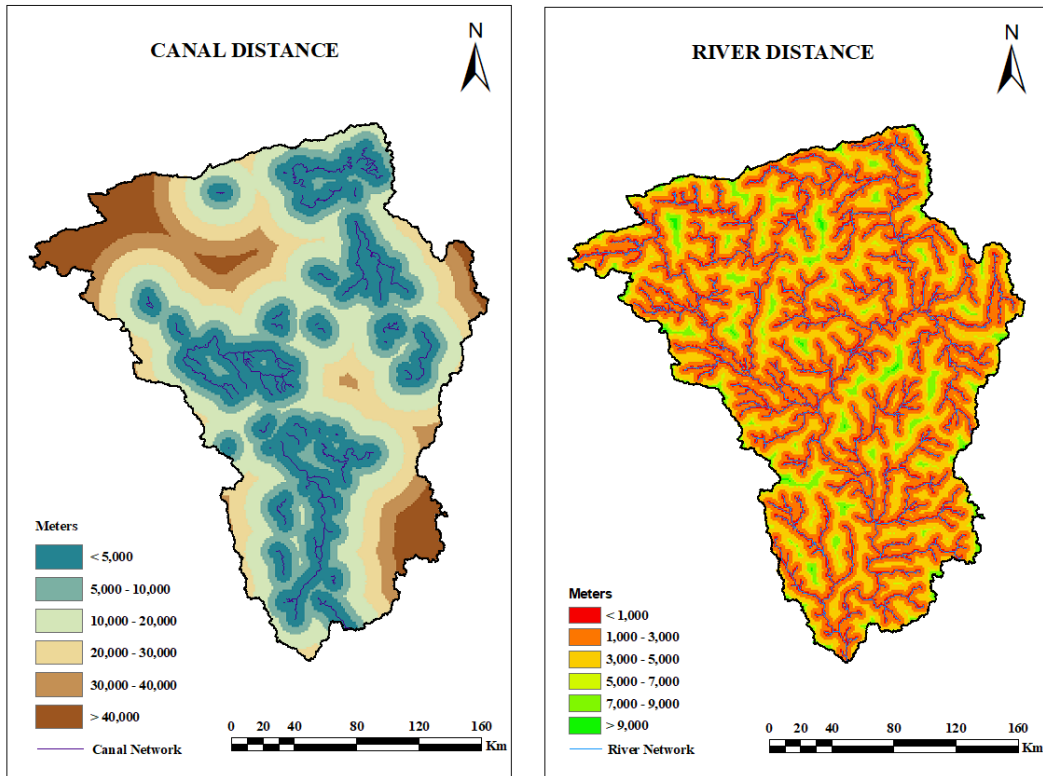 N
CANAL DISTANCE
Meters
< 5,000
5,000 - 10,000
10,000 - 20,000
20,000 - 30,000
30,000 - 40,000
> 40,000
Canal Network
0 20 40 80 120 160
Km
N
RIVER DISTANCE
Meters
< 1,000
1,000 - 3,000
3,000 - 5,000
5,000 - 7,000
7,000 - 9,000
> 9,000
River Network
0 20 40 80 120 160
Km